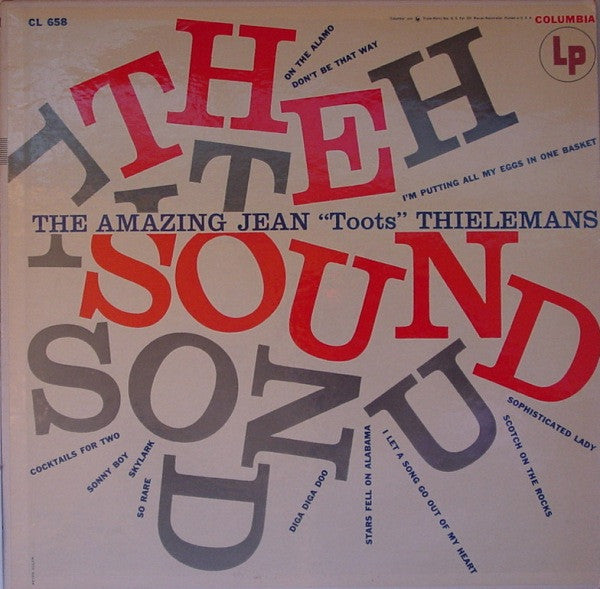 CL 658
COLUMBIA
LP
ON THE ALAMO
DON'T BE THAT WAY
THE
THE
I'M PUTTING ALL MY EGGS IN ONE BASKET
THE AMAZING JEAN "Toots" THIELEMANS
SOUND
SOUND
COCKTAILS FOR TWO
SONNY BOY
SKYLARK
SO RARE
DIGA DIGA DOO
STARS FELL ON ALABAMA
I LET A SONG GO OUT OF MY HEART
SCOTCH ON THE ROCKS
SOPHISTICATED LADY